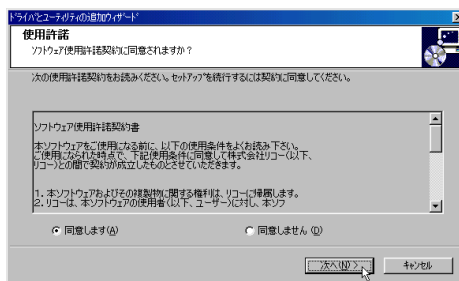 ドライバとユーティリティの追加ウィザード
使用許諾
ソフトウェア使用許諾契約に同意されますか？
次の使用許諾契約をお読みください。セットアップを続行するには契約に同意してください。
ソフトウェア使用許諾契約書
本ソフトウェアをご使用になる前に、以下の使用条件をよくお読み下さい。
ご使用になられた時点で、下記使用条件に同意して株式会社リコー（以下、
リコー）との間で契約が成立したものとさせていただきます。
1. 本ソフトウェアおよびその複製物に関する権利は、リコーに帰属します。
2. リコーは、本ソフトウェアの使用者（以下、ユーザー）に対し、本ソフ
同意します(A)
同意しません (D)
次へ(N) >
キャンセル